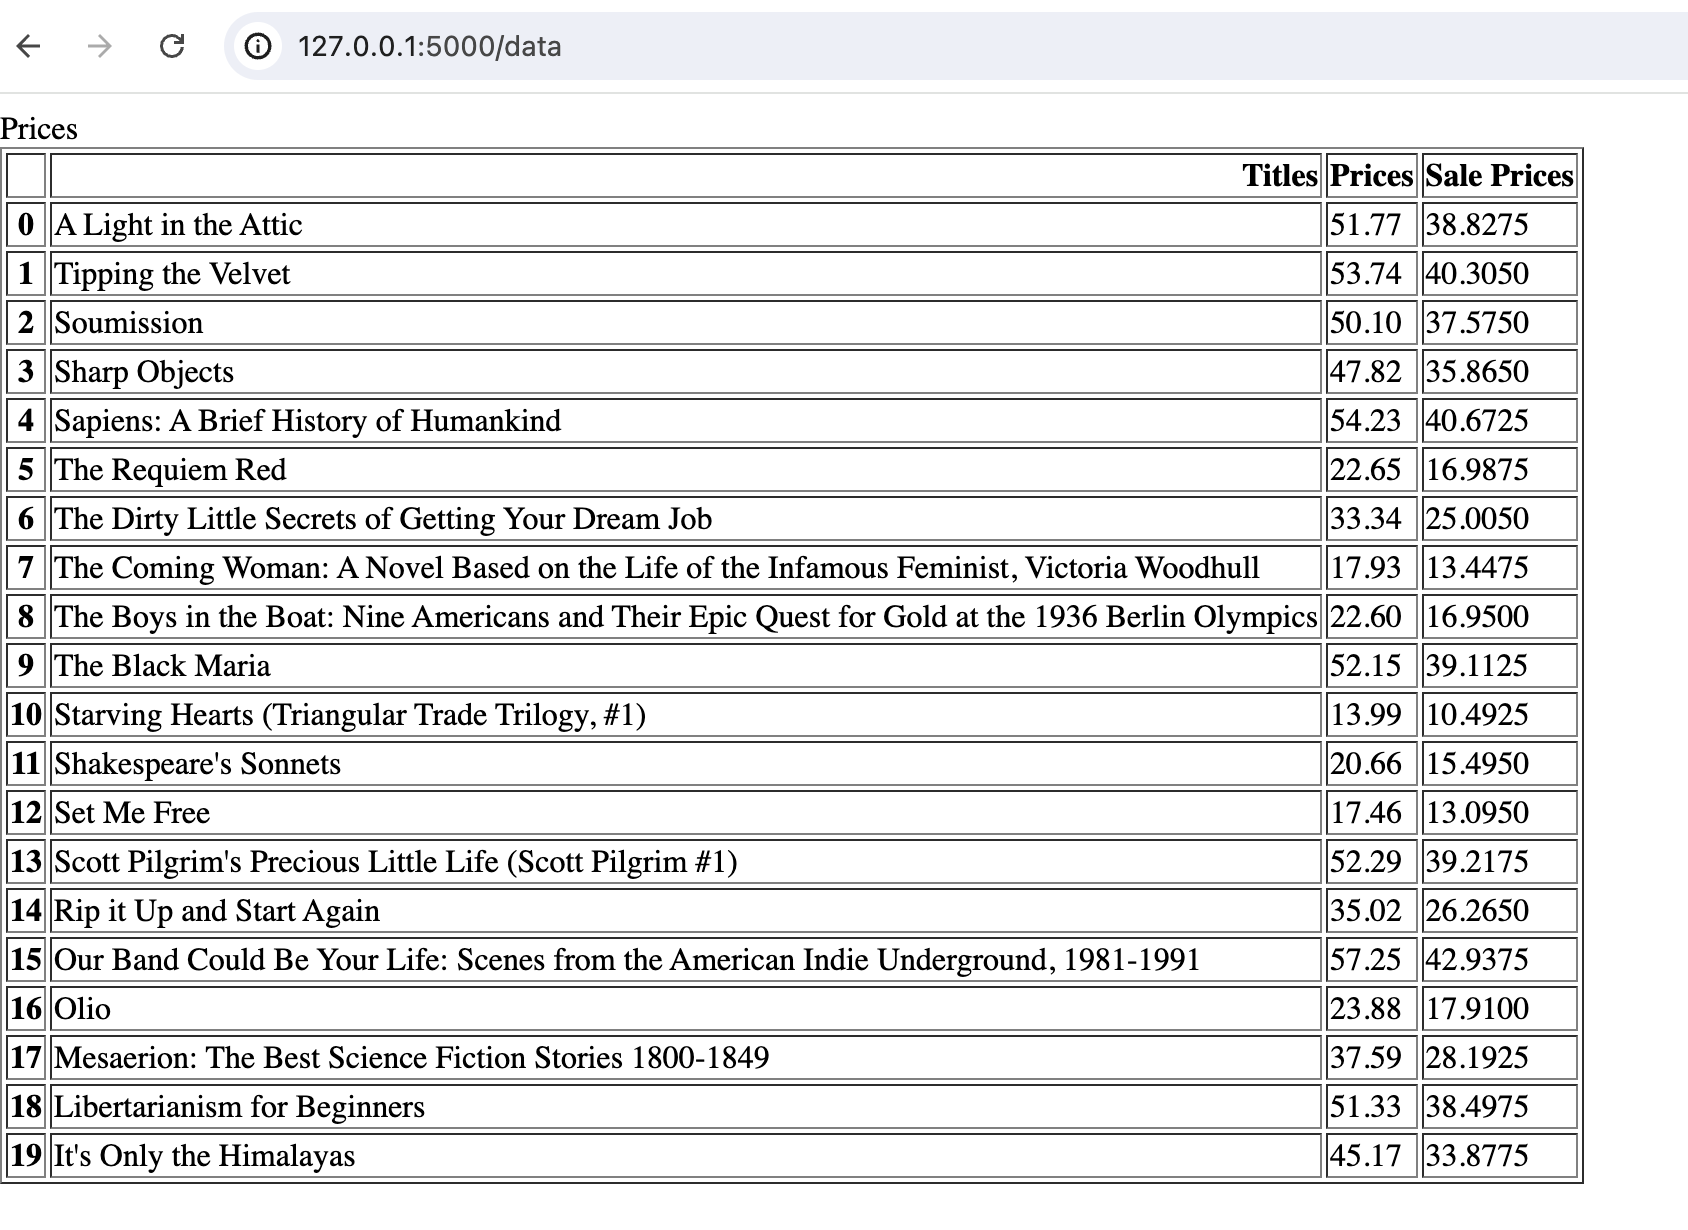 127.0.0.1:5000/data
Prices
Titles Prices Sale Prices
0 A Light in the Attic 51.77 38.8275
1 Tipping the Velvet 53.74 40.3050
2 Soumission 50.10 37.5750
3 Sharp Objects 47.82 35.8650
4 Sapiens: A Brief History of Humankind 54.23 40.6725
5 The Requiem Red 22.65 16.9875
6 The Dirty Little Secrets of Getting Your Dream Job 33.34 25.0050
7 The Coming Woman: A Novel Based on the Life of the Infamous Feminist, Victoria Woodhull 17.93 13.4475
8 The Boys in the Boat: Nine Americans and Their Epic Quest for Gold at the 1936 Berlin Olympics 22.60 16.9500
9 The Black Maria 52.15 39.1125
10 Starving Hearts (Triangular Trade Trilogy, #1) 13.99 10.4925
11 Shakespeare's Sonnets 20.66 15.4950
12 Set Me Free 17.46 13.0950
13 Scott Pilgrim's Precious Little Life (Scott Pilgrim #1) 52.29 39.2175
14 Rip it Up and Start Again 35.02 26.2650
15 Our Band Could Be Your Life: Scenes from the American Indie Underground, 1981-1991 57.25 42.9375
16 Olio 23.88 17.9100
17 Mesaerion: The Best Science Fiction Stories 1800-1849 37.59 28.1925
18 Libertarianism for Beginners 51.33 38.4975
19 It's Only the Himalayas 45.17 33.8775